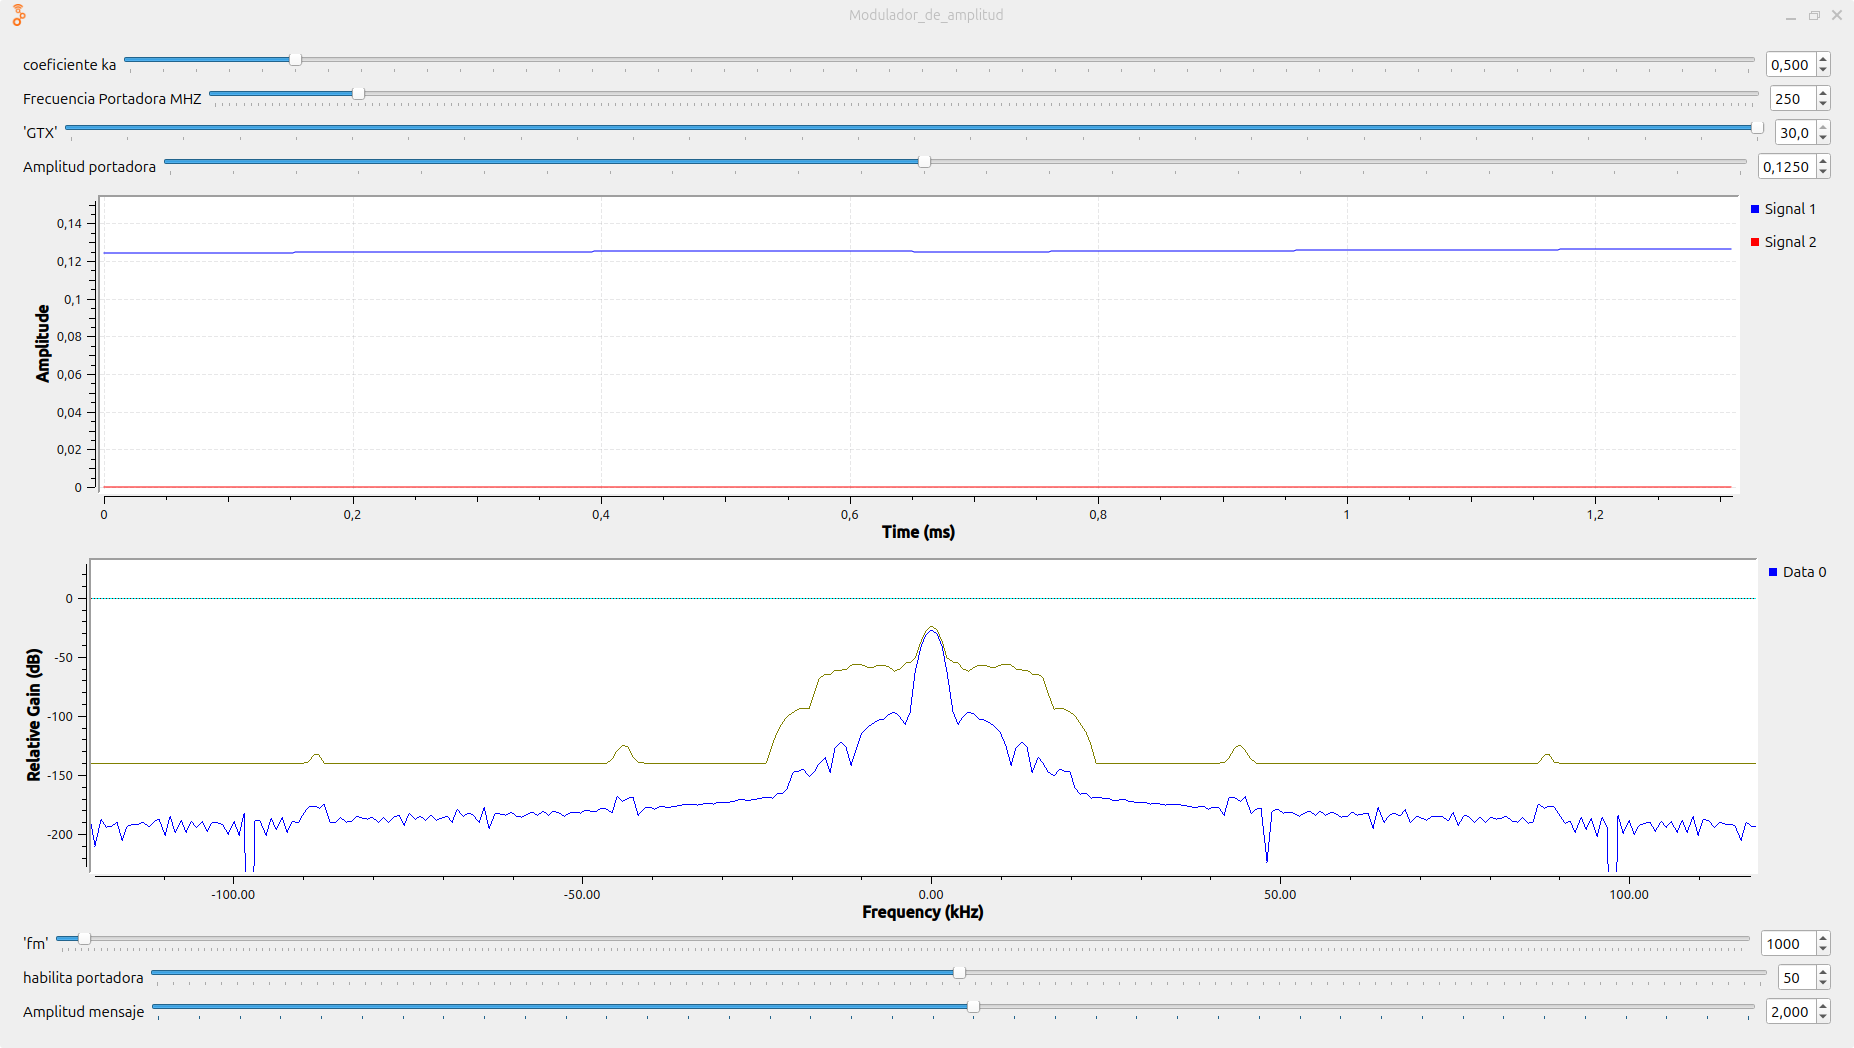 Modulador_de_amplitud
coeficiente ka 0,500
Frecuencia Portadora MHZ 250
'GTX' 30,0
Amplitud portadora 0,1250
Signal 1
Signal 2
0,14
0,12
0,1
0,08
0,06
0,04
0,02
0
Amplitude
0 0,2 0,4 0,6 0,8 1 1,2
Time (ms)
Data 0
0
-50
-100
-150
-200
Relative Gain (dB)
-100.00 -50.00 0.00 50.00 100.00
Frequency (kHz)
'fm' 1000
habilita portadora 50
Amplitud mensaje 2,000